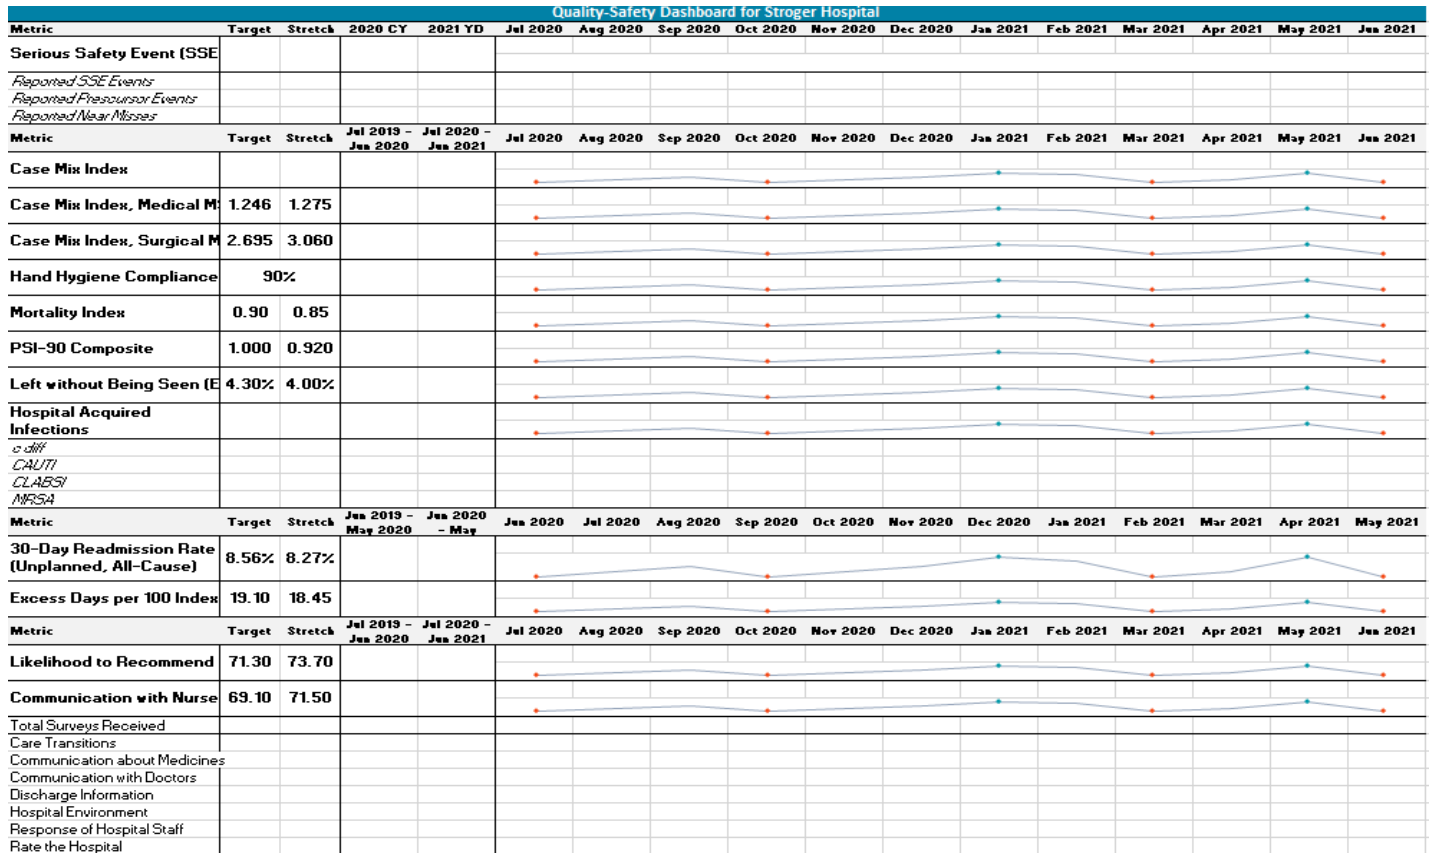 Quality-Safety Dashboard for Stroger Hospital
Metric Target Stretch 2020 CY 2021 YD Jul 2020 Aug 2020 Sep 2020 Oct 2020 Nov 2020 Dec 2020 Jan 2021 Feb 2021 Mar 2021 Apr 2021 May 2021 Jun 2021
Serious Safety Event (SSE
Reported SSE Events
Reported Prescursor Events
Reported Near Misses
Metric Target Stretch Jul 2019 - Jun 2020 Jul 2020 - Jun 2021 Jul 2020 Aug 2020 Sep 2020 Oct 2020 Nov 2020 Dec 2020 Jan 2021 Feb 2021 Mar 2021 Apr 2021 May 2021 Jun 2021
Case Mix Index
Case Mix Index, Medical M 1.246 1.275
Case Mix Index, Surgical M 2.695 3.060
Hand Hygiene Compliance 90%
Mortality Index 0.90 0.85
PSI-90 Composite 1.000 0.920
Left without Being Seen (E 4.30% 4.00%
Hospital Acquired
Infections
c diff
CAUTI
CLABSI
MRSA
Metric Target Stretch Jun 2019 - May 2020 Jun 2020 - May Jun 2020 Jul 2020 Aug 2020 Sep 2020 Oct 2020 Nov 2020 Dec 2020 Jan 2021 Feb 2021 Mar 2021 Apr 2021 May 2021
30-Day Readmission Rate
(Unplanned, All-Cause) 8.56% 8.27%
Excess Days per 100 Index 19.10 18.45
Metric Target Stretch Jul 2019 - Jun 2020 Jul 2020 - Jun 2021 Jul 2020 Aug 2020 Sep 2020 Oct 2020 Nov 2020 Dec 2020 Jan 2021 Feb 2021 Mar 2021 Apr 2021 May 2021 Jun 2021
Likelihood to Recommend 71.30 73.70
Communication with Nurse 69.10 71.50
Total Surveys Received
Care Transitions
Communication about Medicines
Communication with Doctors
Discharge Information
Hospital Environment
Response of Hospital Staff
Rate the Hospital